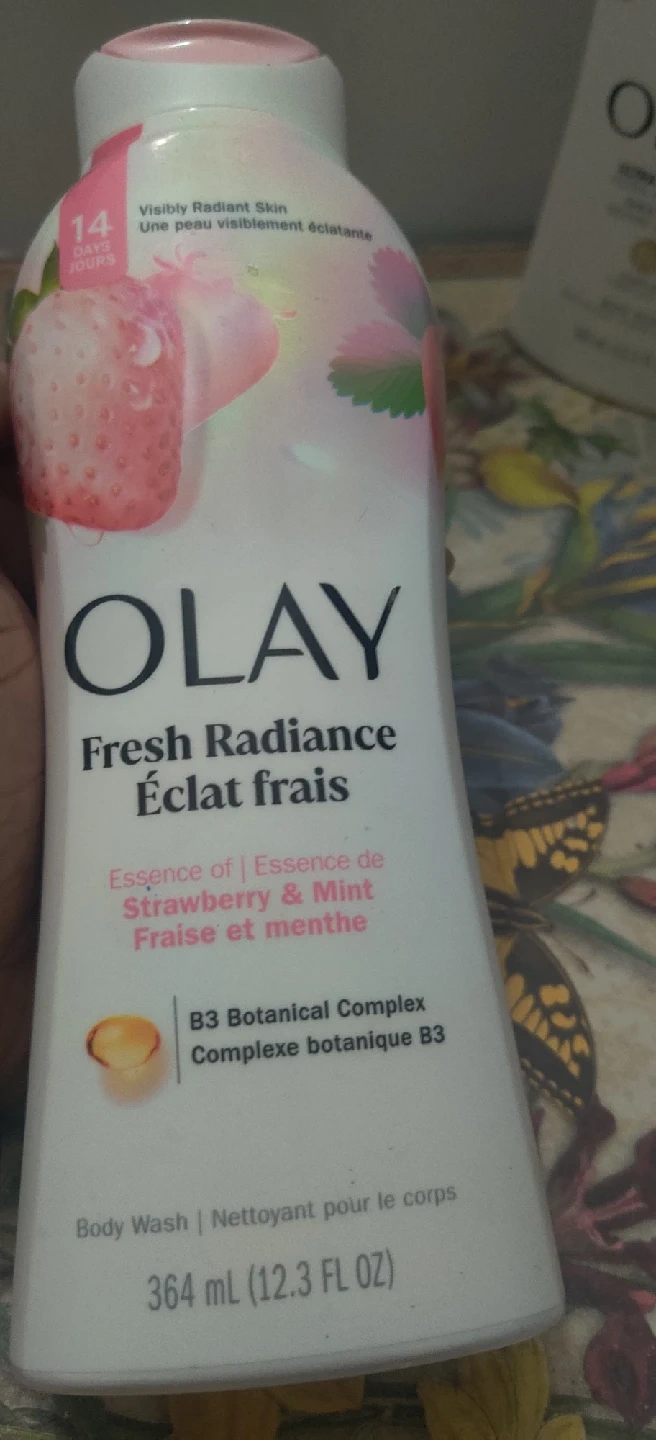 14
DAYS
JOURS
Visibly Radiant Skin
Une peau visiblement éclatante
OLAY
Fresh Radiance
Éclat frais
Essence of | Essence de
Strawberry & Mint
Fraise et menthe
B3 Botanical Complex
Complexe botanique B3
Body Wash | Nettoyant pour le corps
364 mL (12.3 FL OZ)